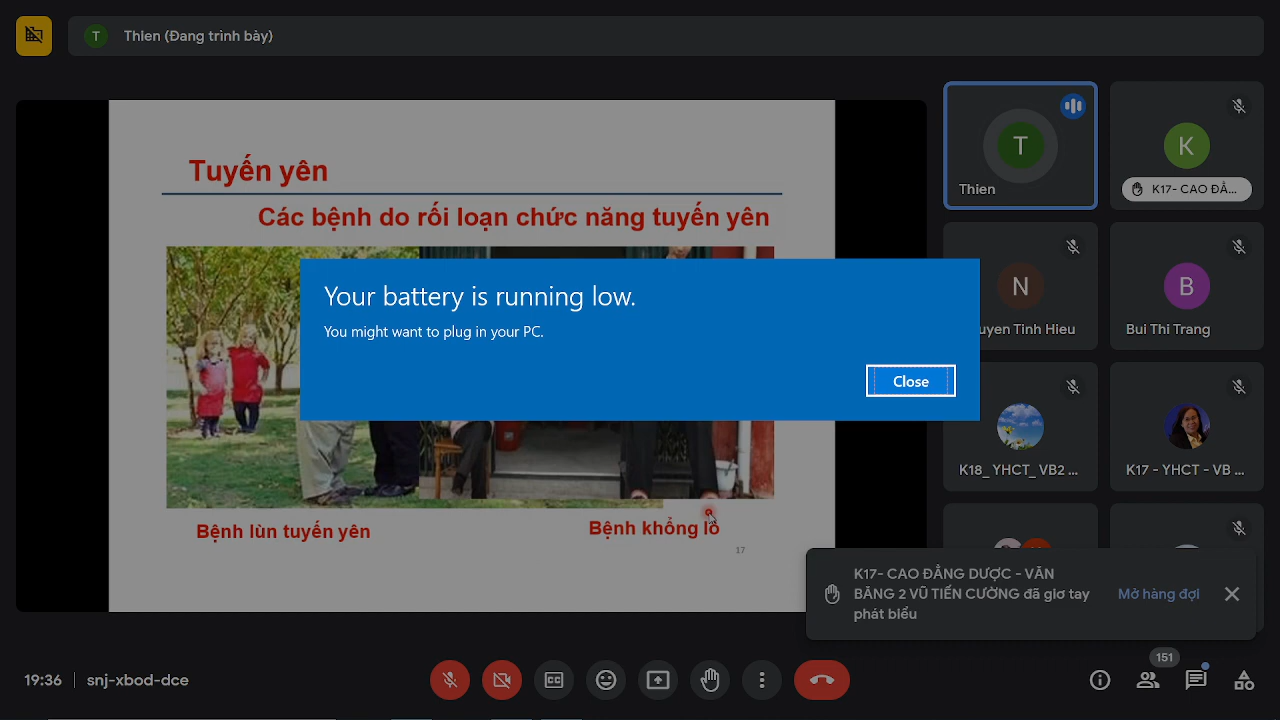 T
Thien (Đang trình bày)
Tuyến yên
Các bệnh do rối loạn chức năng tuyến yên
Your battery is running low.
You might want to plug in your PC.
Close
Bệnh lùn tuyến yên
Bệnh khổng lồ
17
T
Thien
K
K17- CAO ĐẲ...
N
uyen Tinh Hieu
B
Bui Thi Trang
K18_ YHCT_ VB2 ...
K17 - YHCT - VB ...
K17- CAO ĐẲNG DƯỢC - VĂN
BẰNG 2 VŨ TIẾN CƯỜNG đã giơ tay
phát biểu
Mở hàng đợi
19:36
snj-xbod-dce
151